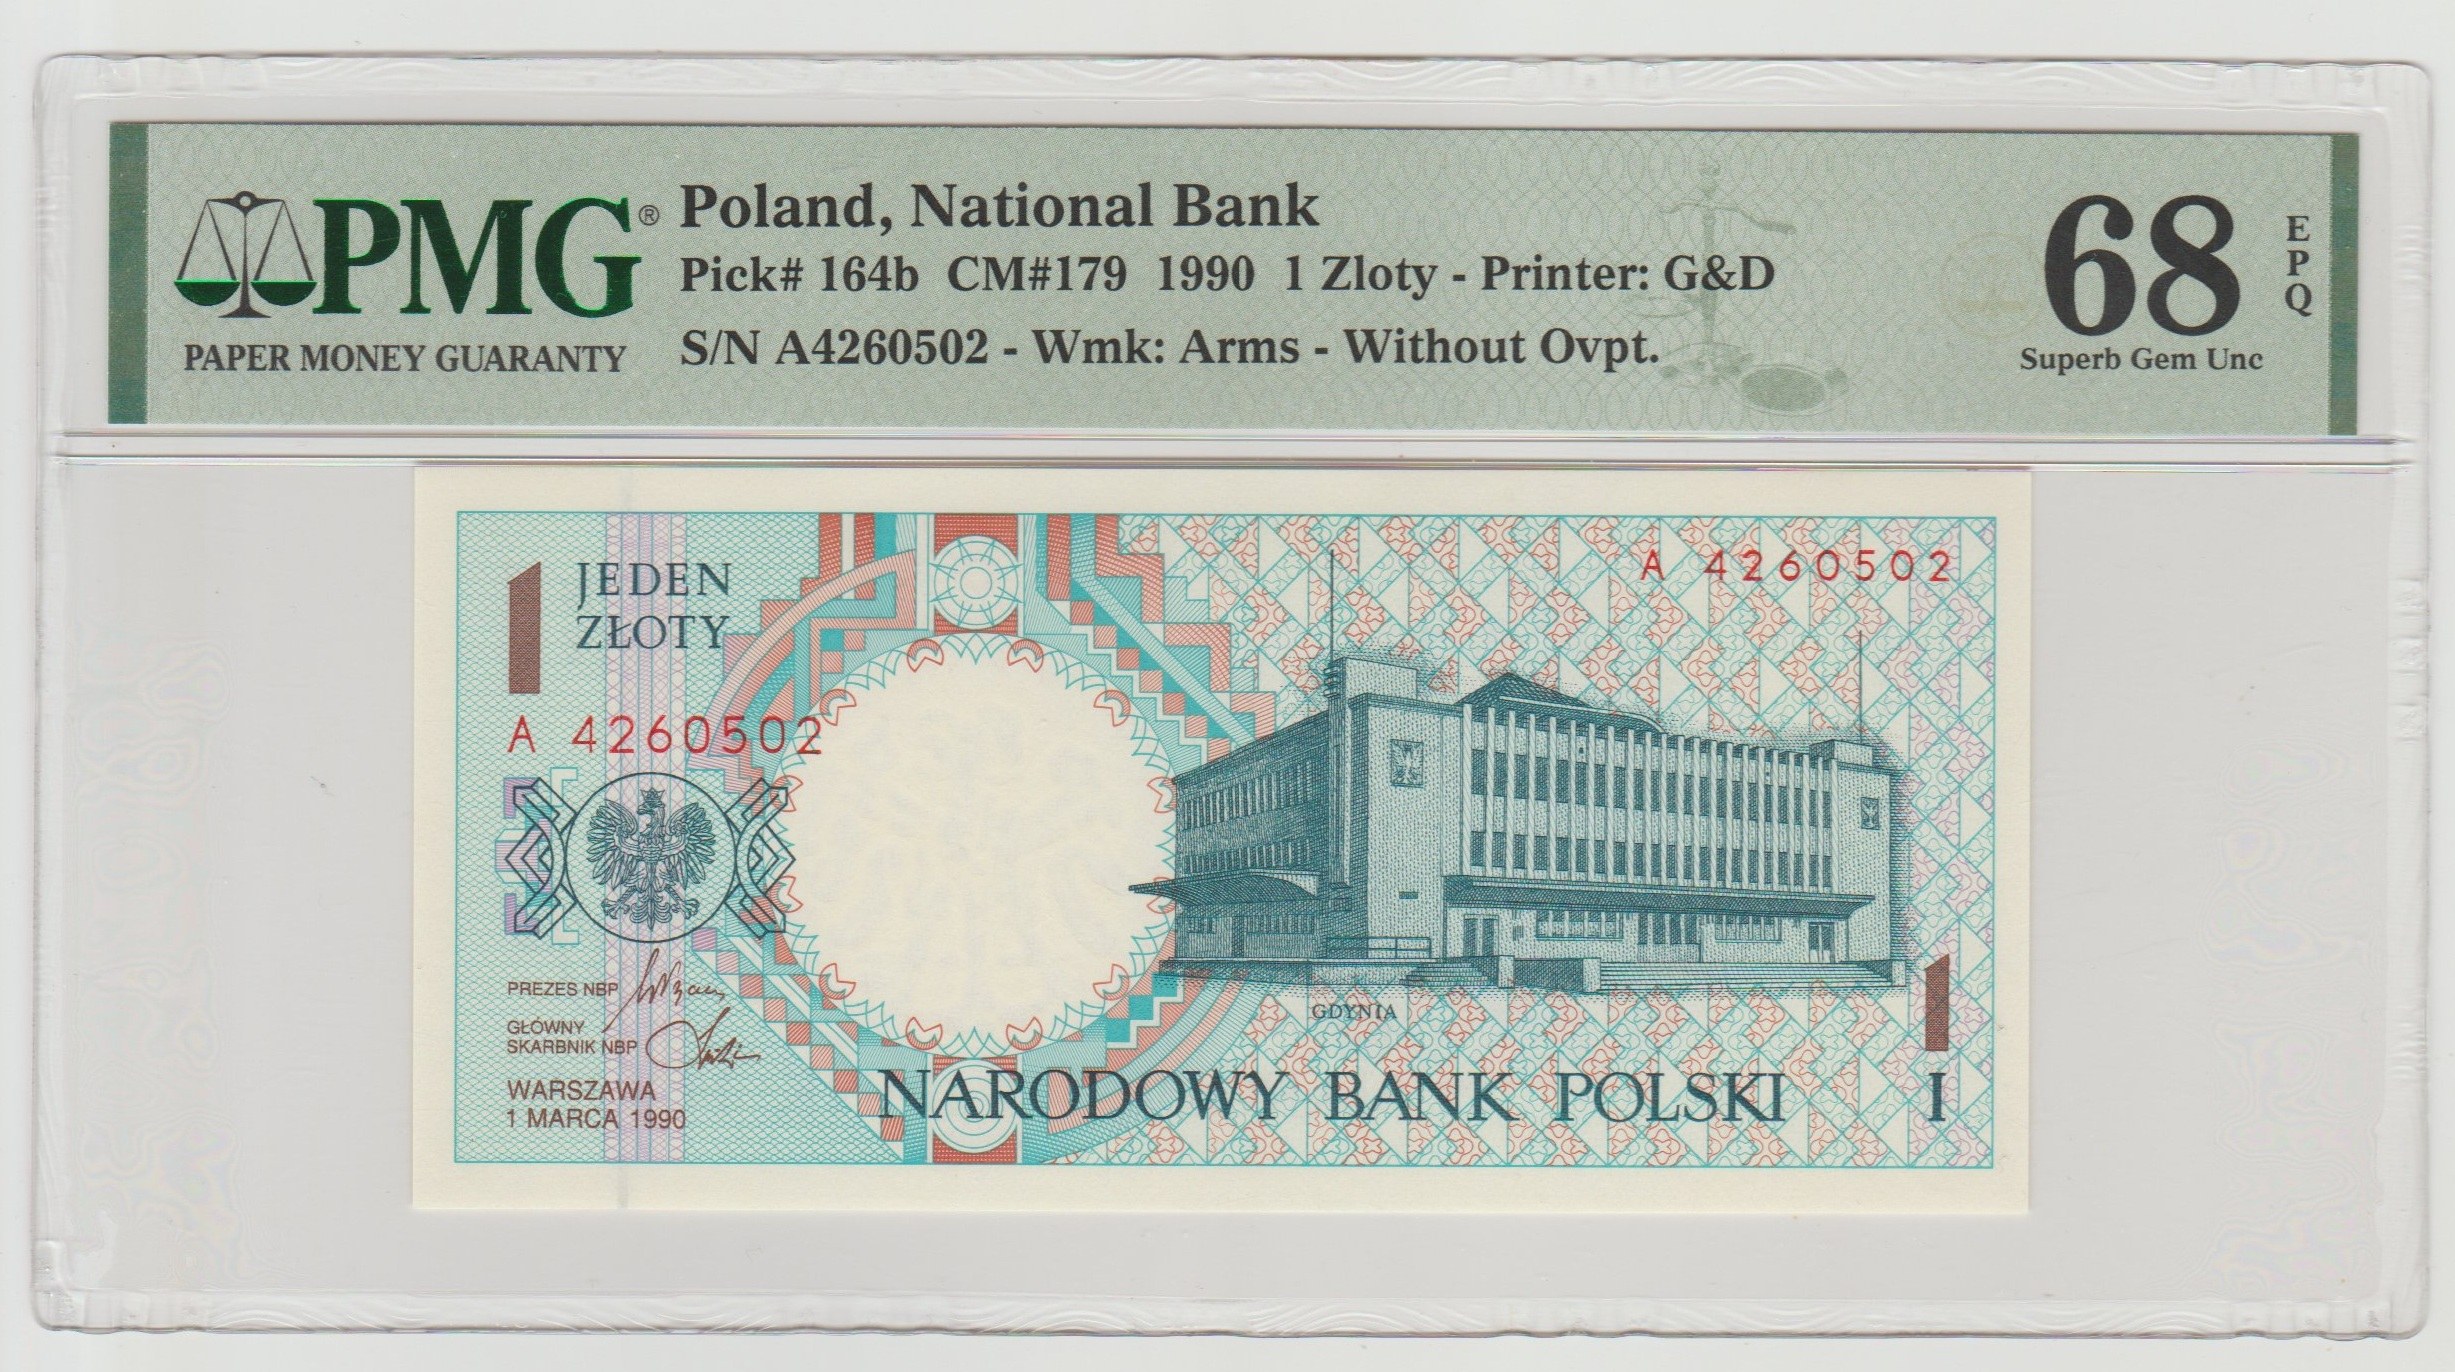 PMG®
PAPER MONEY GUARANTY
Poland, National Bank
Pick# 164b CM#179 1990 1 Zloty - Printer: G&D
S/N A4260502 - Wmk: Arms - Without Ovpt.
68
EPQ
Superb Gem Unc
1 JEDEN
ZŁOTY
A 4260502
A 4260502
PREZES NBP
GŁÓWNY
SKARBNIK NBP
WARSZAWA
1 MARCA 1990
GDYNIA
1
NARODOWY BANK POLSKI I